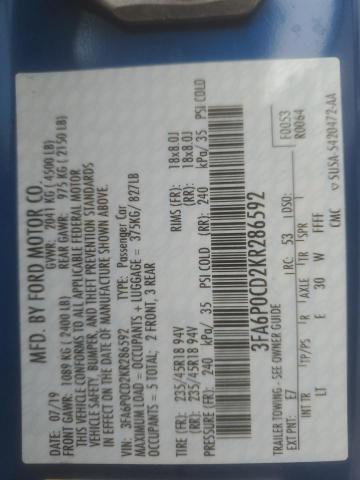 MFD. BY FORD MOTOR CO.
DATE: 07/19 GVWR: 2041 KG (4500 LB)
FRONT GAWR: 1089 KG (2400 LB) REAR GAWR: 975 KG (2150 LB)
THIS VEHICLE CONFORMS TO ALL APPLICABLE FEDERAL MOTOR
VEHICLE SAFETY, BUMPER, AND THEFT PREVENTION STANDARDS
IN EFFECT ON THE DATE OF MANUFACTURE SHOWN ABOVE.
VIN: 3FA6P0CD2KR286592 TYPE: Passenger Car
MAXIMUM LOAD = OCCUPANTS + LUGGAGE = 375KG/ 827LB
OCCUPANTS = 5 TOTAL: 2 FRONT, 3 REAR
TIRE (FR): 235/45R18 94V RIMS (FR): 18x8.0J
(RR): 235/45R18 94V (RR): 18x8.0J
PRESSURE (FR): 240 kPa/ 35 PSI COLD (RR): 240 kPa/ 35 PSI COLD
3FA6P0CD2KR286592
TRAILER TOWING - SEE OWNER GUIDE F0053
R0064
EXT PNT: E7 RC: 53 DSO:
INT TR TP/PS R AXLE TR SPR
LT E 30 W FFFF
CMC ▽ SU5A-5420472-AA